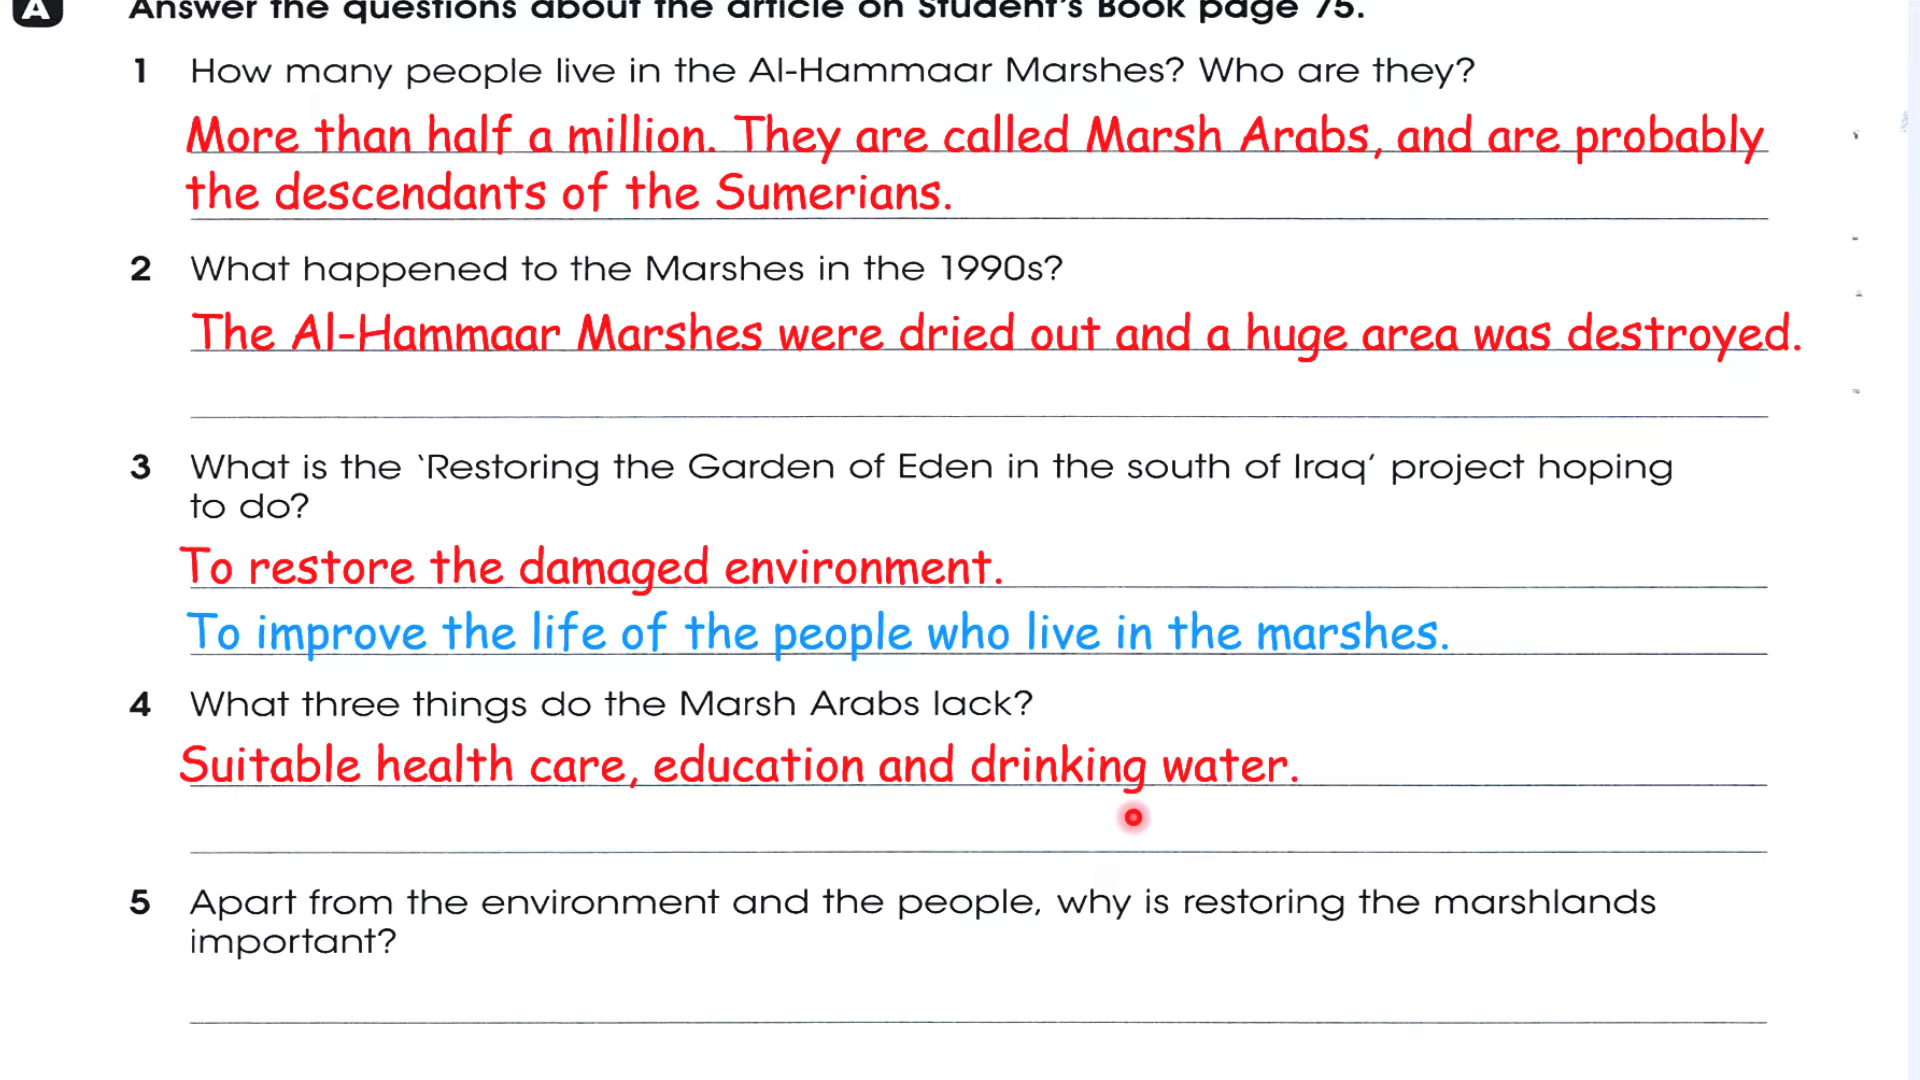 A Answer the questions about the article on Student's Book page 75.
1 How many people live in the Al-Hammaar Marshes? Who are they?
More than half a million. They are called Marsh Arabs, and are probably
the descendants of the Sumerians.
2 What happened to the Marshes in the 1990s?
The Al-Hammaar Marshes were dried out and a huge area was destroyed.
3 What is the ‘Restoring the Garden of Eden in the south of Iraq’ project hoping
to do?
To restore the damaged environment.
To improve the life of the people who live in the marshes.
4 What three things do the Marsh Arabs lack?
Suitable health care, education and drinking water.
5 Apart from the environment and the people, why is restoring the marshlands
important?